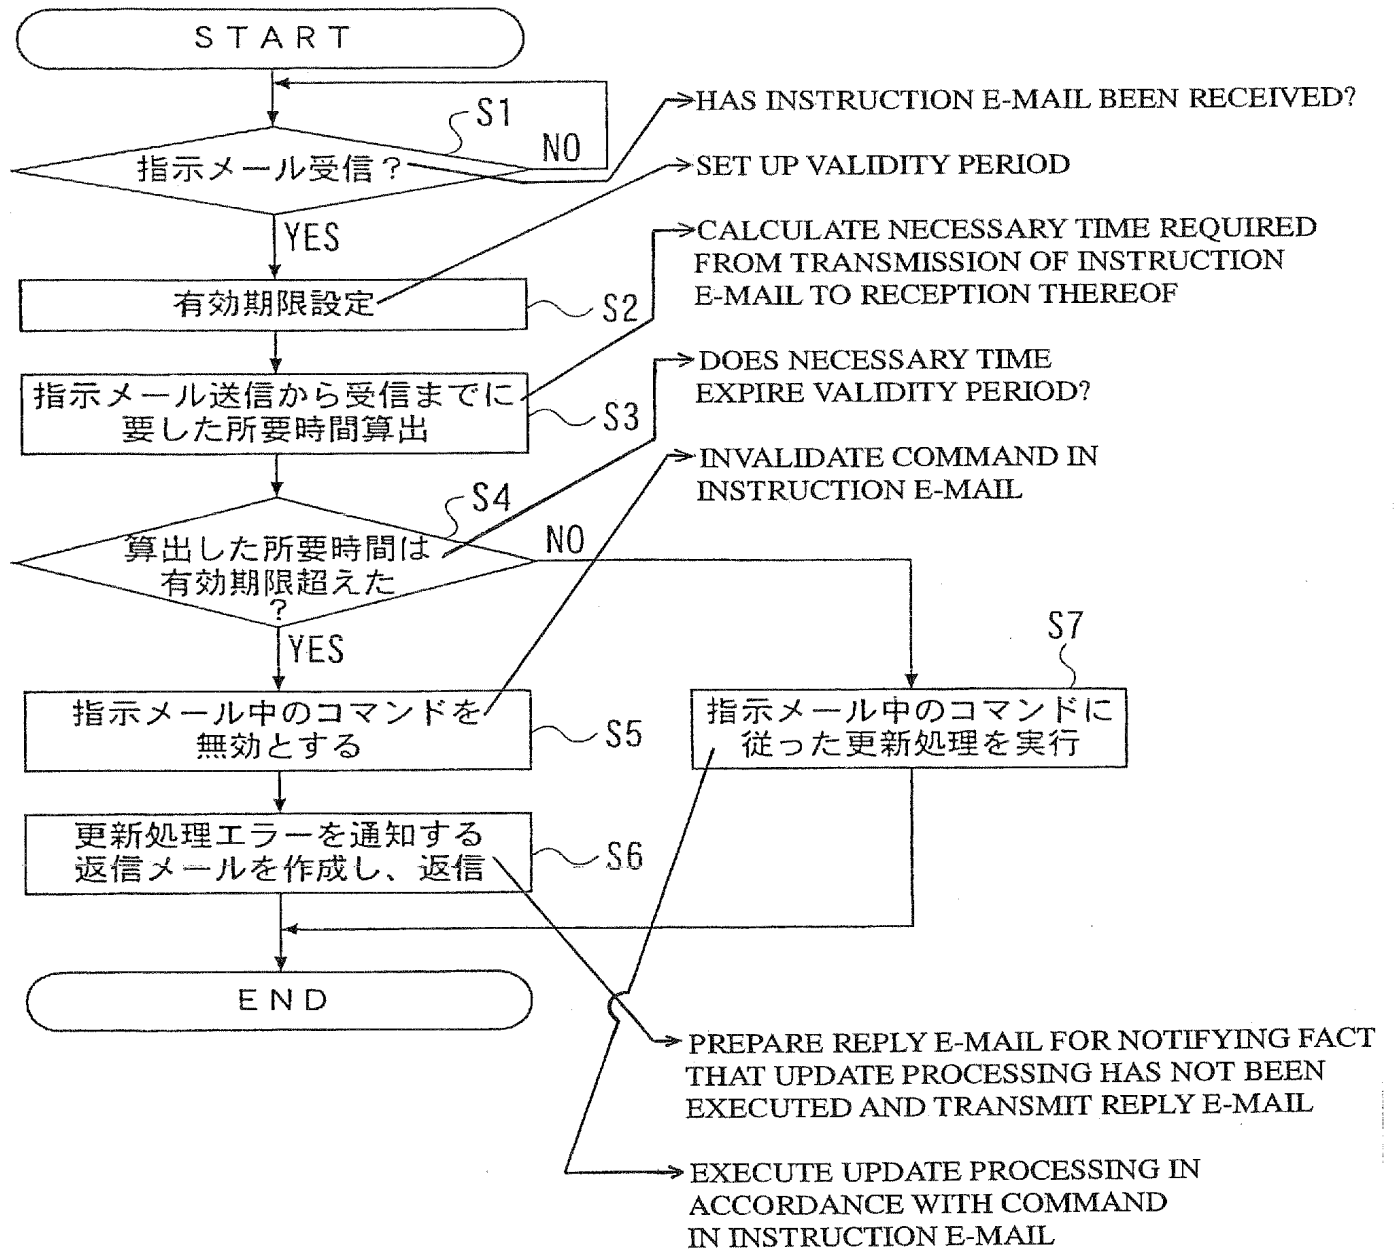 START
HAS INSTRUCTION E-MAIL BEEN RECEIVED?
S1
NO
指示メール受信？
SET UP VALIDITY PERIOD
YES
CALCULATE NECESSARY TIME REQUIRED
FROM TRANSMISSION OF INSTRUCTION
E-MAIL TO RECEPTION THEREOF
有効期限設定
S2
DOES NECESSARY TIME
EXPIRE VALIDITY PERIOD?
指示メール送信から受信までに
要した所要時間算出
S3
INVALIDATE COMMAND IN
INSTRUCTION E-MAIL
S4
NO
算出した所要時間は
有効期限超えた
？
YES
S7
指示メール中のコマンドを
無効とする
S5
指示メール中のコマンドに
従った更新処理を実行
更新処理エラーを通知する
返信メールを作成し、返信
S6
END
PREPARE REPLY E-MAIL FOR NOTIFYING FACT
THAT UPDATE PROCESSING HAS NOT BEEN
EXECUTED AND TRANSMIT REPLY E-MAIL
EXECUTE UPDATE PROCESSING IN
ACCORDANCE WITH COMMAND
IN INSTRUCTION E-MAIL